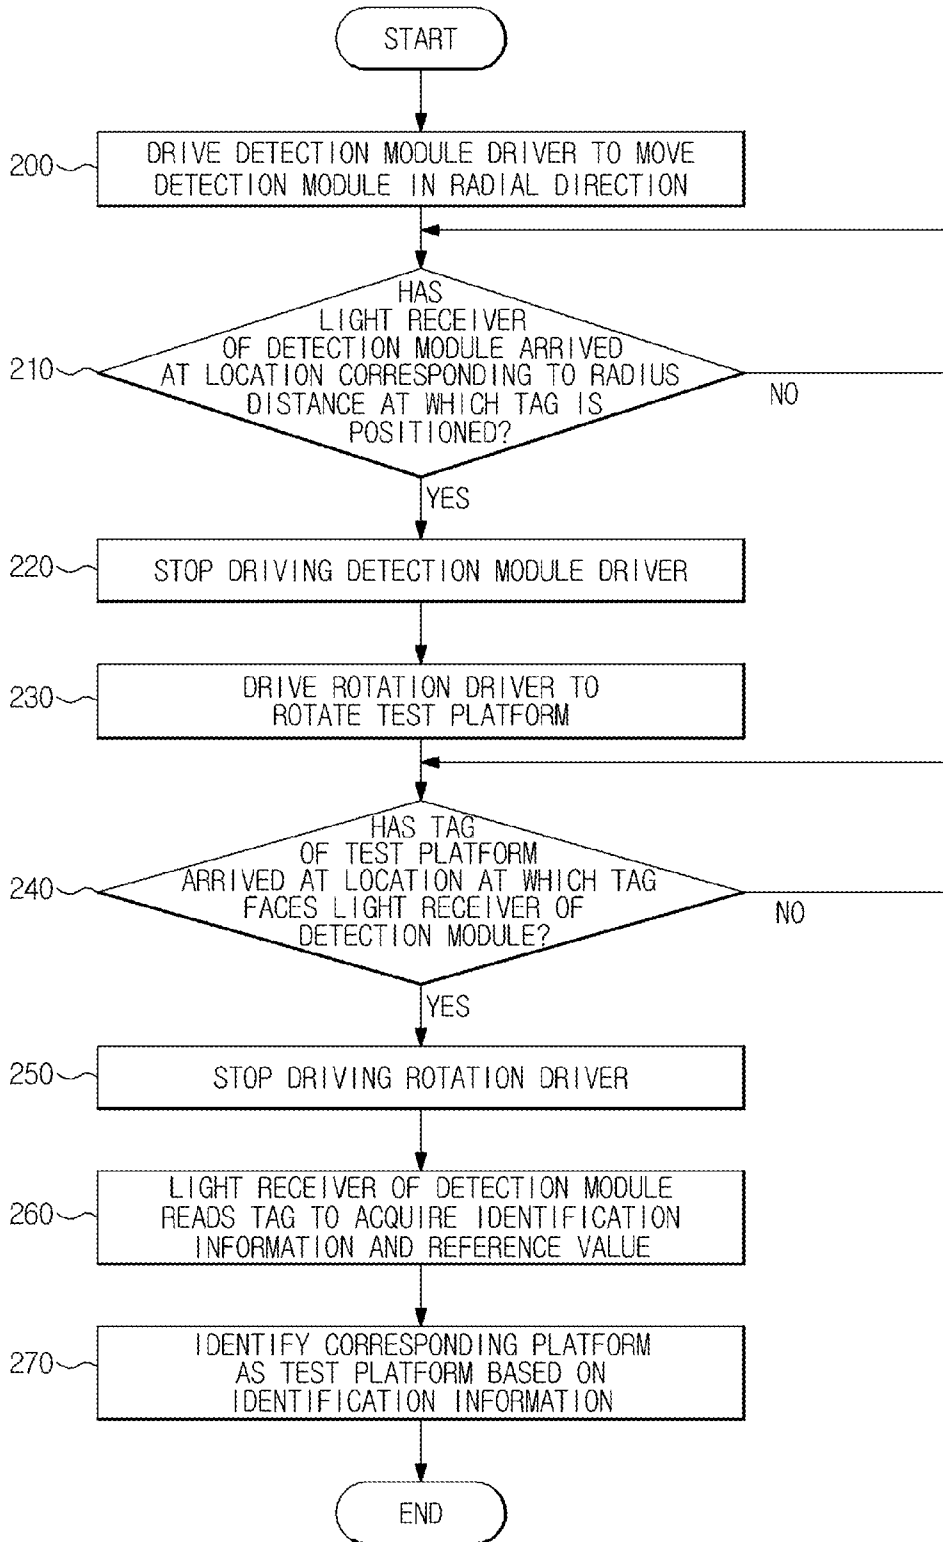 START
200
DRIVE DETECTION MODULE DRIVER TO MOVE
DETECTION MODULE IN RADIAL DIRECTION
HAS
LIGHT RECEIVER
OF DETECTION MODULE ARRIVED
210
AT LOCATION CORRESPONDING TO RADIUS
DISTANCE AT WHICH TAG IS
POSITIONED?
NO
YES
220
STOP DRIVING DETECTION MODULE DRIVER
230
DRIVE ROTATION DRIVER TO
ROTATE TEST PLATFORM
HAS TAG
OF TEST PLATFORM
240
ARRIVED AT LOCATION AT WHICH TAG
FACES LIGHT RECEIVER OF
DETECTION MODULE?
NO
YES
250
STOP DRIVING ROTATION DRIVER
260
LIGHT RECEIVER OF DETECTION MODULE
READS TAG TO ACQUIRE IDENTIFICATION
INFORMATION AND REFERENCE VALUE
270
IDENTIFY CORRESPONDING PLATFORM
AS TEST PLATFORM BASED ON
IDENTIFICATION INFORMATION
END